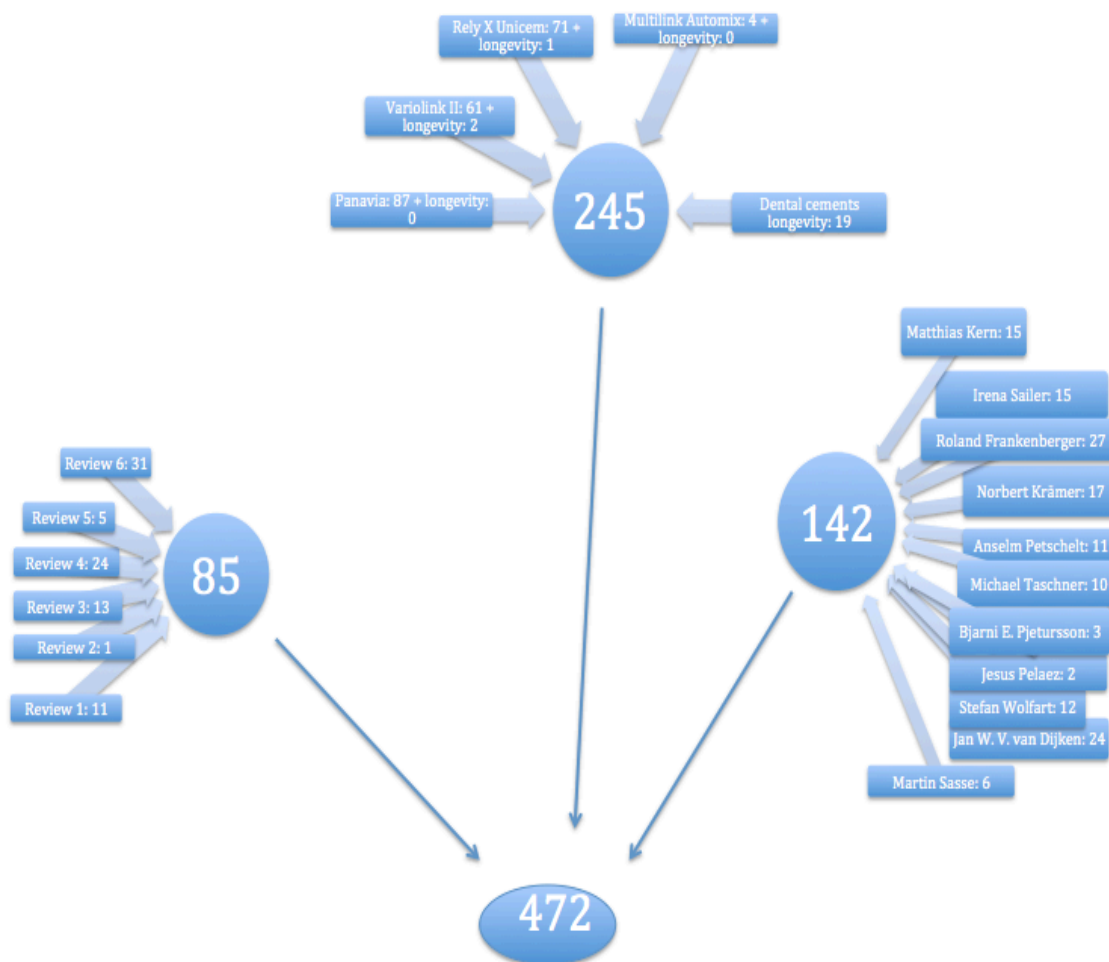 Rely X Unicem: 71 +
longevity: 1
Multilink Automix: 4 +
longevity: 0
Variolink II: 61 +
longevity: 2
Panavia: 87 + longevity:
0
245
Dental cements
longevity: 19
Matthias Kern: 15
Irena Sailer: 15
Roland Frankenberger: 27
Norbert Krämer: 17
142
Anselm Petschelt: 11
Michael Taschner: 10
Bjarni E. Pjetursson: 3
Jesus Pelaez: 2
Stefan Wolfart: 12
Jan W. V. van Dijken: 24
Martin Sasse: 6
Review 6: 31
Review 5: 5
Review 4: 24
85
Review 3: 13
Review 2: 1
Review 1: 11
472